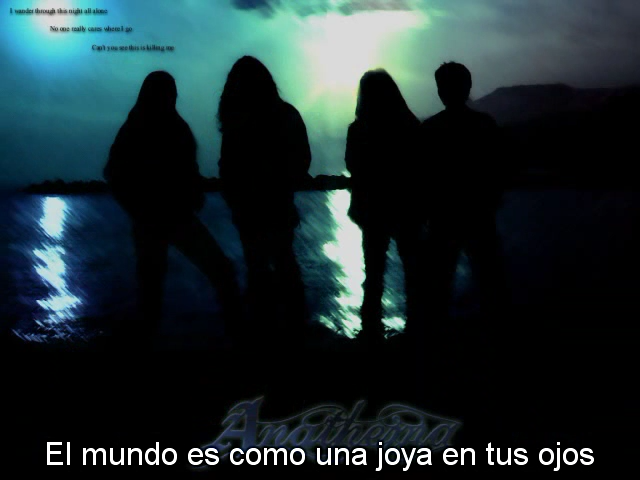 I wander through this night all alone
No one really cares where I go
Can't you see this is killing me
Anathema
El mundo es como una joya en tus ojos